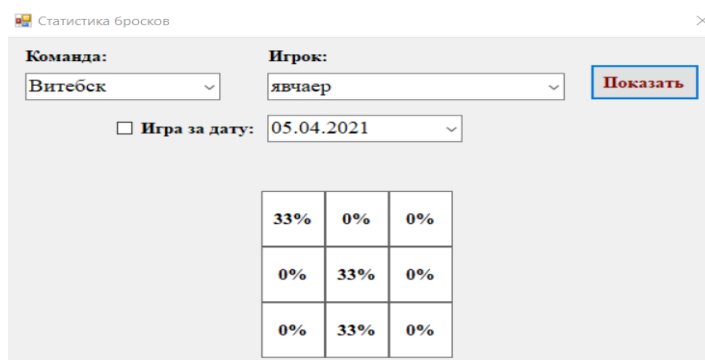 Статистика бросков
Команда: Игрок:
Витебск явчаер Показать
Игра за дату: 05.04.2021
33% 0% 0%
0% 33% 0%
0% 33% 0%